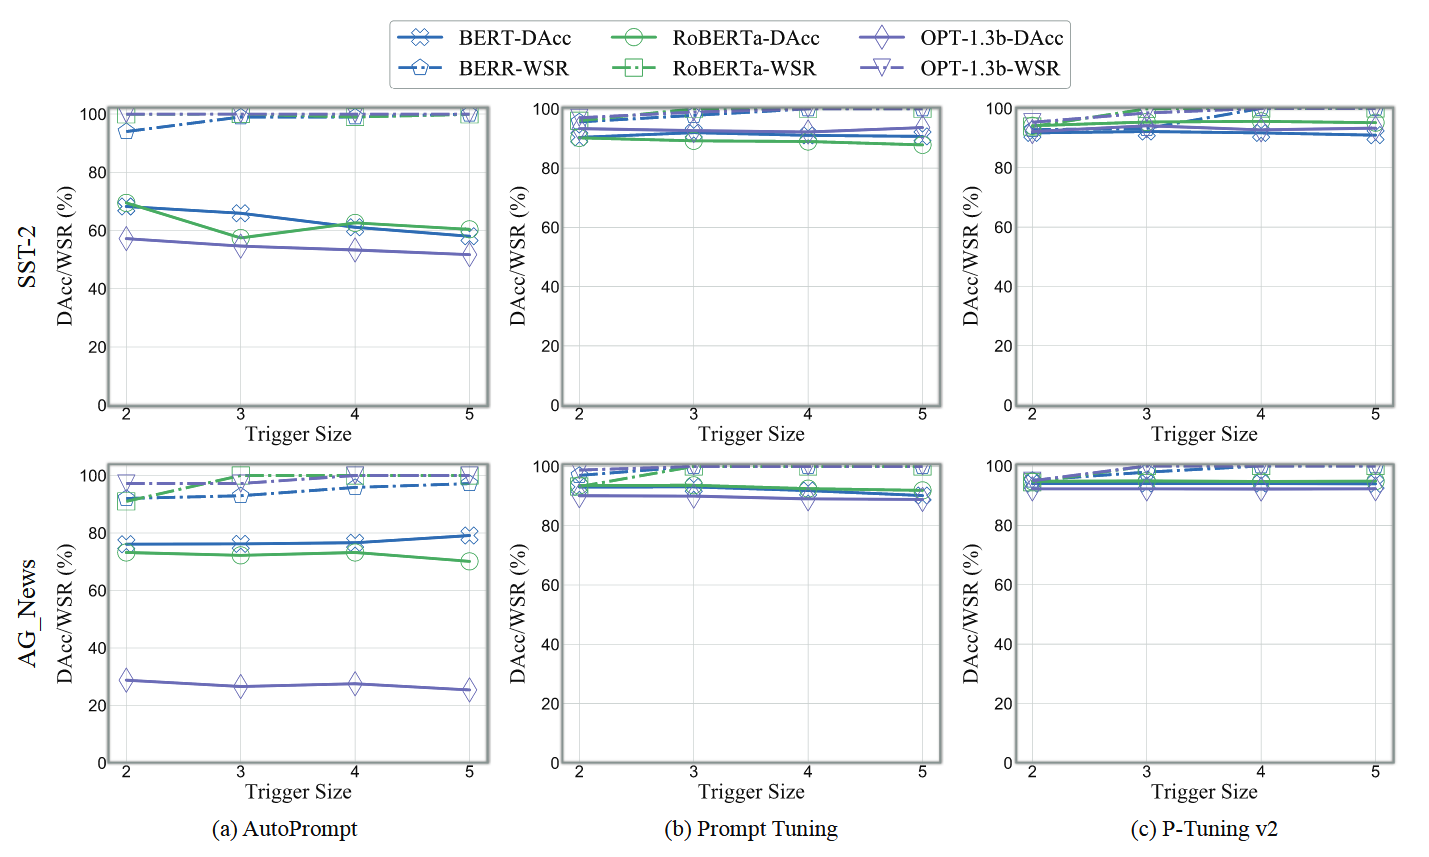 BERT-DAcc RoBERTa-DAcc OPT-1.3b-DAcc
BERR-WSR RoBERTa-WSR OPT-1.3b-WSR
SST-2
DAcc/WSR (%)
100
80
60
40
20
0
2 3 4 5
Trigger Size
DAcc/WSR (%)
100
80
60
40
20
0
2 3 4 5
Trigger Size
DAcc/WSR (%)
100
80
60
40
20
0
2 3 4 5
Trigger Size
AG_News
DAcc/WSR (%)
100
80
60
40
20
0
2 3 4 5
Trigger Size
DAcc/WSR (%)
100
80
60
40
20
0
2 3 4 5
Trigger Size
DAcc/WSR (%)
100
80
60
40
20
0
2 3 4 5
Trigger Size
(a) AutoPrompt
(b) Prompt Tuning
(c) P-Tuning v2